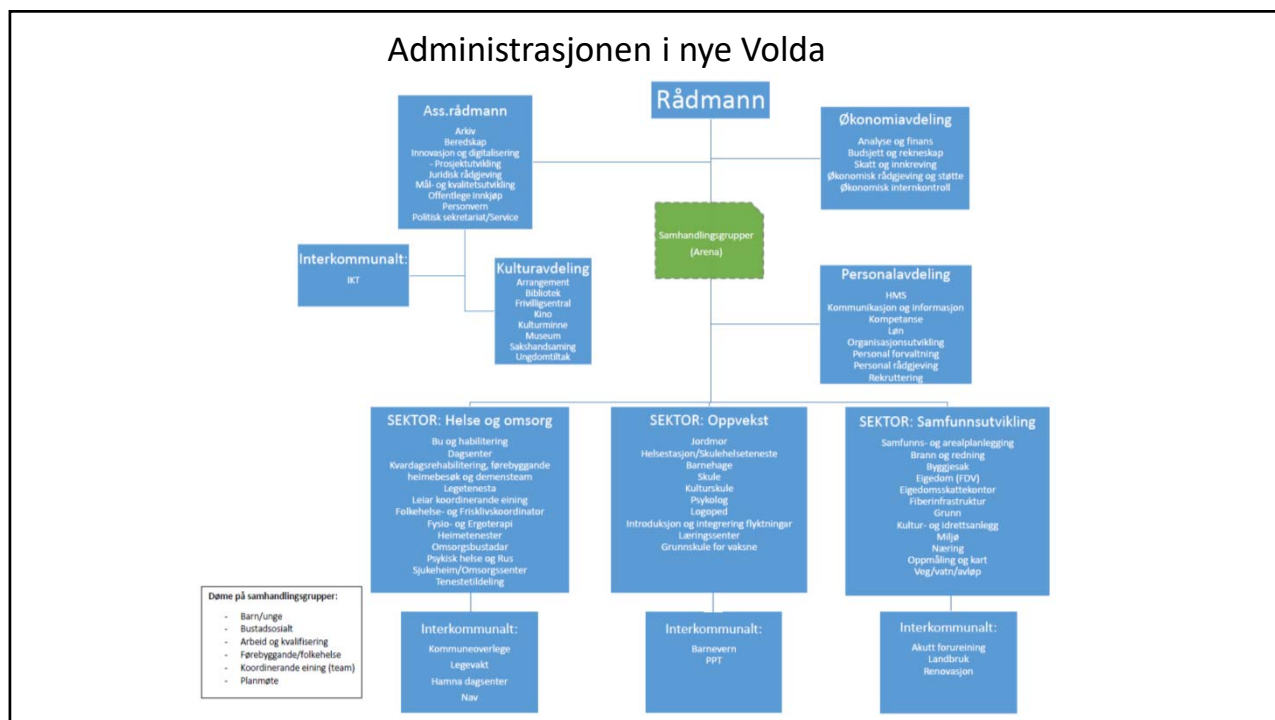 Administrasjonen i nye Volda
Rådmann
Ass.rådmann
Arkiv
Beredskap
Innovasjon og digitalisering
- Prosjektutvikling
Juridisk rådgjeving
Mål- og kvalitetsutvikling
Offentlege innkjøp
Personvern
Politisk sekretariat/Service
Økonomiavdeling
Analyse og finans
Budsjett og rekneskap
Skatt og innkreving
Økonomisk rådgjeving og støtte
Økonomisk internkontroll
Samhandlingsgrupper
(Arena)
Interkommunalt:
IKT
Kulturavdeling
Arrangement
Bibliotek
Frivilligsentral
Kino
Kulturminne
Museum
Sakshandsaming
Ungdomtiltak
Personalavdeling
HMS
Kommunikasjon og informasjon
Kompetanse
Løn
Organisasjonsutvikling
Personal forvaltning
Personal rådgjeving
Rekruttering
SEKTOR: Helse og omsorg
Bu og habilitering
Dagsenter
Kvardagsrehabilitering, førebyggande
heimebesøk og demensteam
Legetenesta
Leiar koordinerande eining
Folkehelse- og Frisklivskoordinator
Fysio- og Ergoterapi
Heimetenester
Omsorgsbustadar
Psykisk helse og Rus
Sjukeheim/Omsorgssenter
Tenestetildeling
SEKTOR: Oppvekst
Jordmor
Helsestasjon/Skulehelseteneste
Barnehage
Skule
Kulturskule
Psykolog
Logoped
Introduksjon og integrering flyktningar
Læringssenter
Grunnskule for vaksne
SEKTOR: Samfunnsutvikling
Samfunns- og arealplanlegging
Brann og redning
Byggjesak
Eigedom (FDV)
Eigedomsskattekontor
Fiberinfrastruktur
Grunn
Kultur- og idrettsanlegg
Miljø
Næring
Oppmåling og kart
Veg/vatn/avløp
Døme på samhandlingsgrupper:
- Barn/unge
- Bustadsosialt
- Arbeid og kvalifisering
- Førebyggande/folkehelse
- Koordinerande eining (team)
- Planmøte
Interkommunalt:
Kommuneoverlege
Legevakt
Hamna dagsenter
Nav
Interkommunalt:
Barnevern
PPT
Interkommunalt:
Akutt forureining
Landbruk
Renovasjon